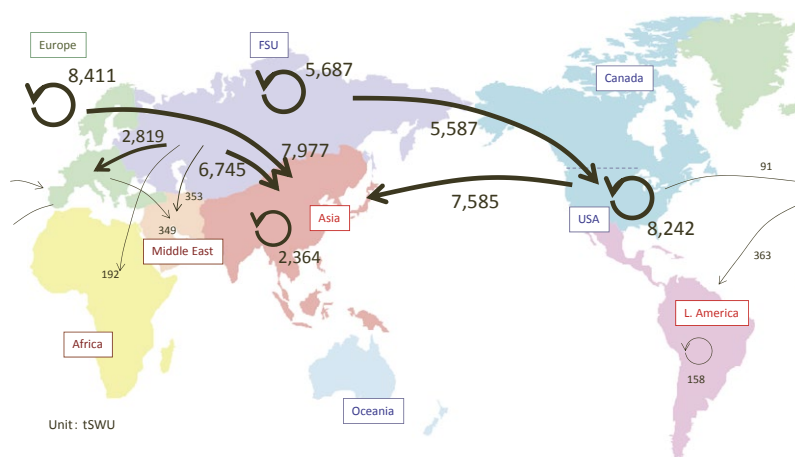 Europe
FSU
Canada
8,411
5,687
2,819
7,977
5,587
6,745
91
353
7,585
Asia
USA
349
8,242
Middle East
2,364
363
192
L. America
Africa
158
Oceania
Unit: tSWU